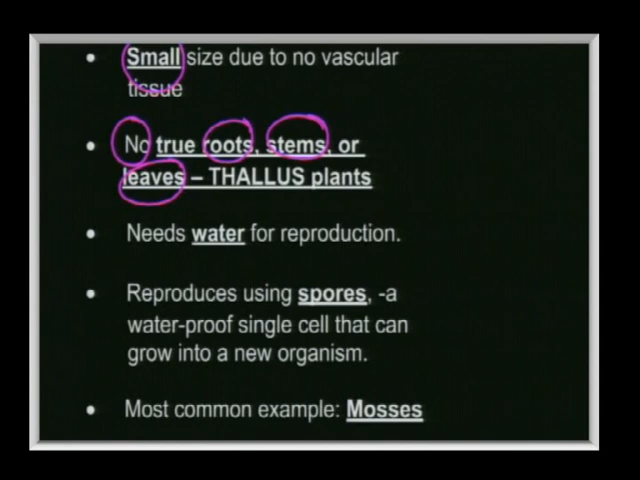 • Small size due to no vascular
tissue
• No true roots, stems, or
leaves – THALLUS plants
• Needs water for reproduction.
• Reproduces using spores, -a
water-proof single cell that can
grow into a new organism.
• Most common example: Mosses